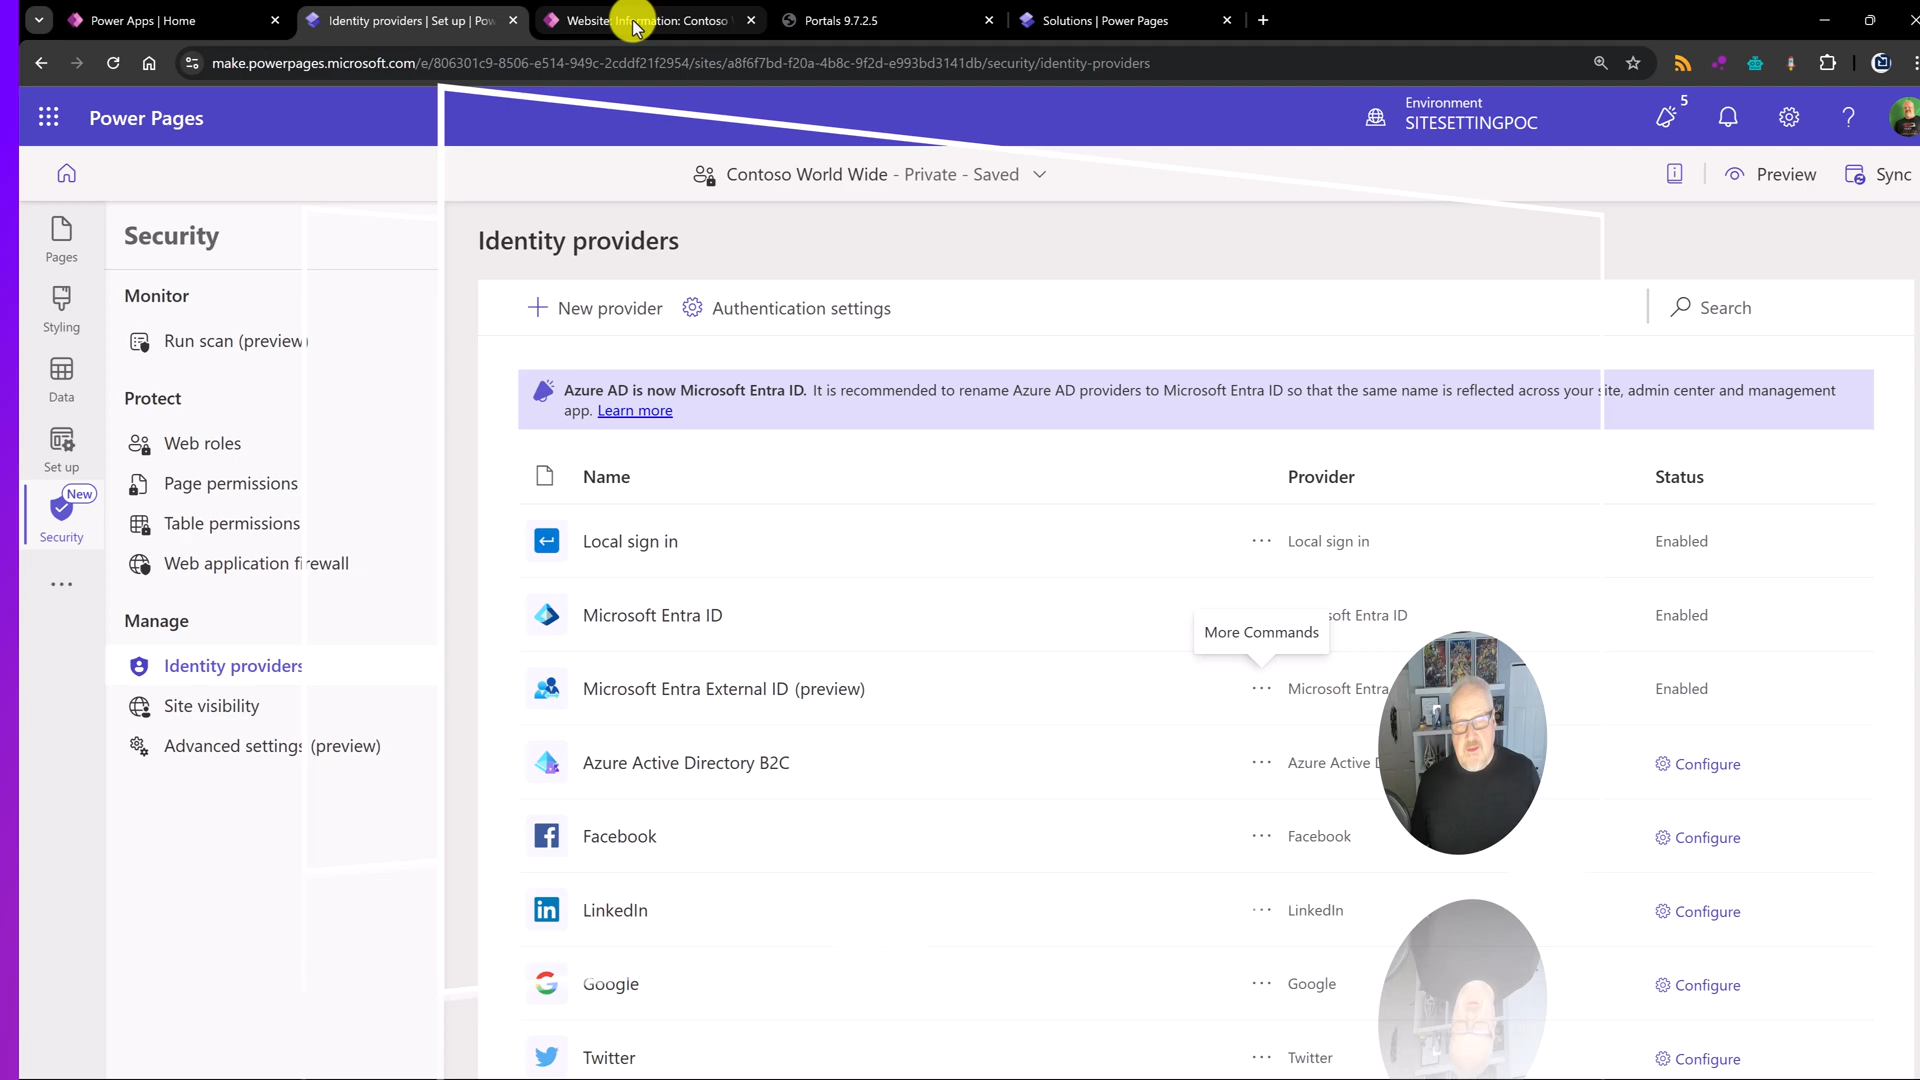 Power Apps | Home
Identity providers | Set up | Pow
Website: Information: Contoso
Portals 9.7.2.5
Solutions | Power Pages
make.powerpages.microsoft.com/e/806301c9-8506-e514-949c-2cddf21f2954/sites/a8f6f7bd-f20a-4b8c-9f2d-e993bd3141db/security/identity-providers
Power Pages
Environment
SITESETTINGPOC
5
Contoso World Wide - Private - Saved
Preview
Sync
Pages
Styling
Data
Set up
New
Security
Security
Monitor
Run scan (preview)
Protect
Web roles
Page permissions
Table permissions
Web application firewall
Manage
Identity providers
Site visibility
Advanced settings (preview)
Identity providers
New provider
Authentication settings
Search
Azure AD is now Microsoft Entra ID. It is recommended to rename Azure AD providers to Microsoft Entra ID so that the same name is reflected across your site, admin center and management
app. Learn more
Name Provider Status
Local sign in ··· Local sign in Enabled
Microsoft Entra ID soft Entra ID Enabled
More Commands
Microsoft Entra External ID (preview) ··· Microsoft Entra Enabled
Azure Active Directory B2C ··· Azure Active Configure
Facebook ··· Facebook Configure
LinkedIn ··· LinkedIn Configure
Google ··· Google Configure
Twitter ··· Twitter Configure